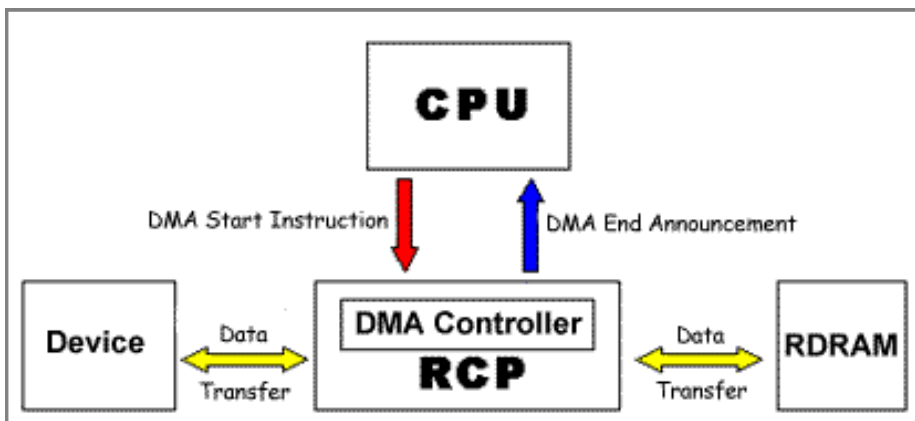 CPU
DMA Start Instruction
DMA End Announcement
Device
Data
Transfer
DMA Controller
RCP
Data
Transfer
RDRAM